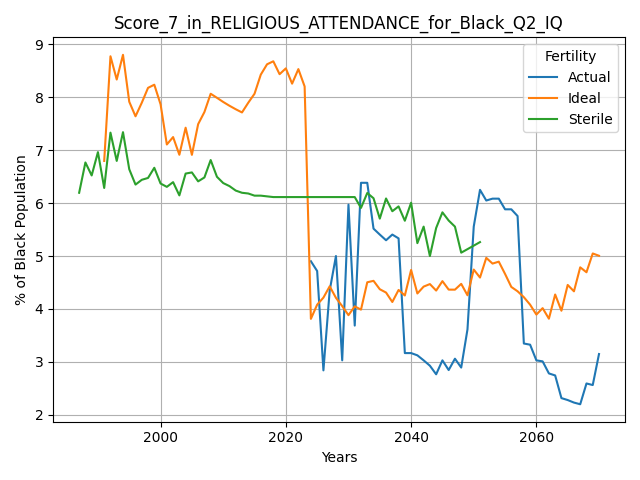 Score_7_in_RELIGIOUS_ATTENDANCE_for_Black_Q2_IQ
Fertility
Actual
Ideal
Sterile
% of Black Population
9
8
7
6
5
4
3
2
2000 2020 2040 2060
Years